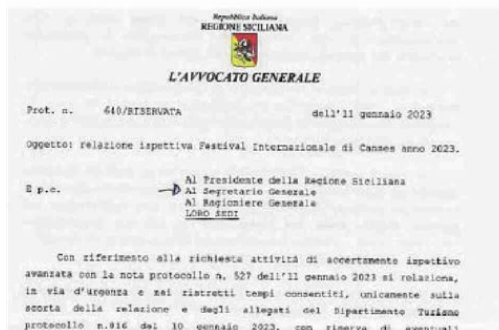 Repubblica Italiana
REGIONE SICILIANA
L'AVVOCATO GENERALE
Prot. n. 640/RISERVATA dell'11 gennaio 2023
Oggetto: relazione ispettiva Festival Internazionale di Cannes anno 2023.
Al Presidente della Regione Siciliana
E p.c. Al Segretario Generale
Al Ragioniere Generale
LORO SEDI
Con riferimento alla richiesta attività di accertamento ispettivo
avanzata con la nota protocollo n. 527 dell'11 gennaio 2023 si relaziona,
in via d'urgenza e nei ristretti tempi consentiti, unicamente sulla
scorta della relazione e degli allegati del Dipartimento Turismo
protocollo n.816 del 10 gennaio 2023, con riserva di eventuali